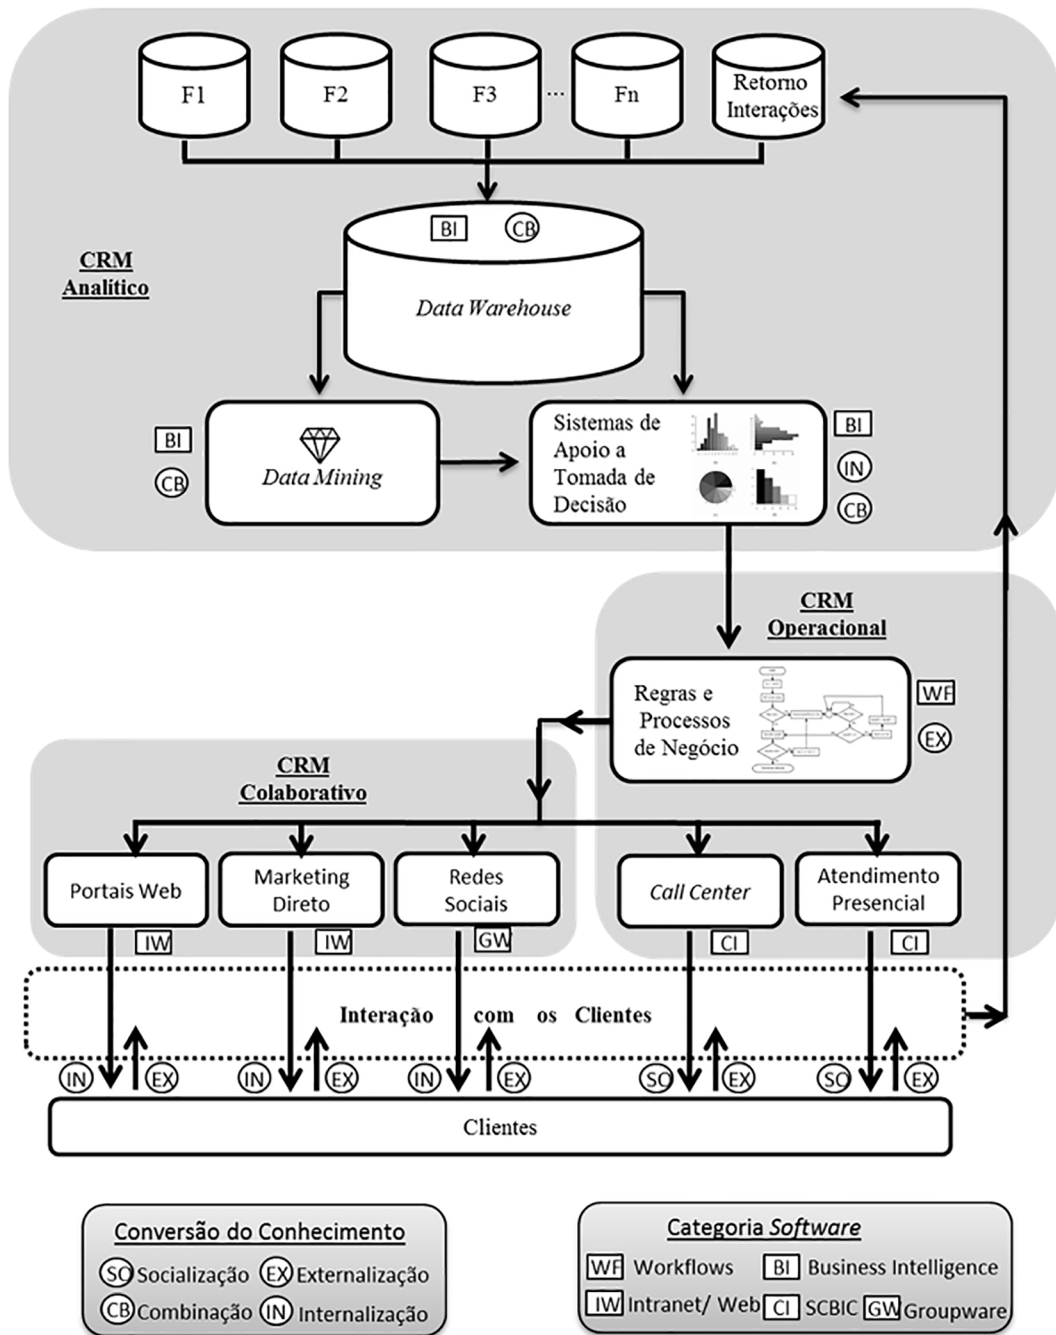 F1
F2
F3
...
Fn
Retorno
Interações
BI
CB
CRM
Analítico
Data Warehouse
BI
CB
Data Mining
Sistemas de
Apoio a
Tomada de
Decisão
BI
IN
CB
CRM
Operacional
Regras e
Processos
de Negócio
WF
EX
CRM
Colaborativo
Portais Web
Marketing
Direto
Redes
Sociais
Call Center
Atendimento
Presencial
IW
IW
GW
CI
CI
Interação com os Clientes
IN
EX
IN
EX
IN
EX
SO
EX
SO
EX
Clientes
Conversão do Conhecimento
SO Socialização EX Externalização
CB Combinação IN Internalização
Categoria Software
WF Workflows BI Business Intelligence
IW Intranet/ Web CI SCBIC GW Groupware